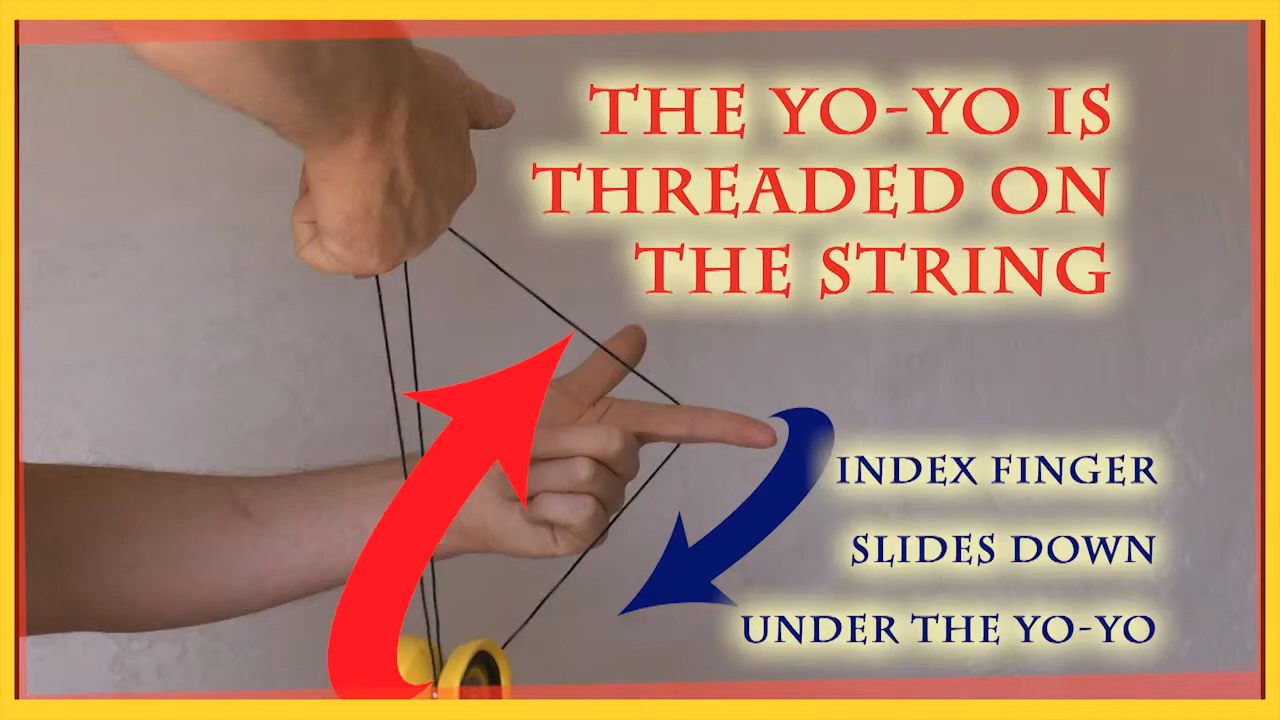 THE YO-YO IS
THREADED ON
THE STRING
INDEX FINGER
SLIDES DOWN
UNDER THE YO-YO